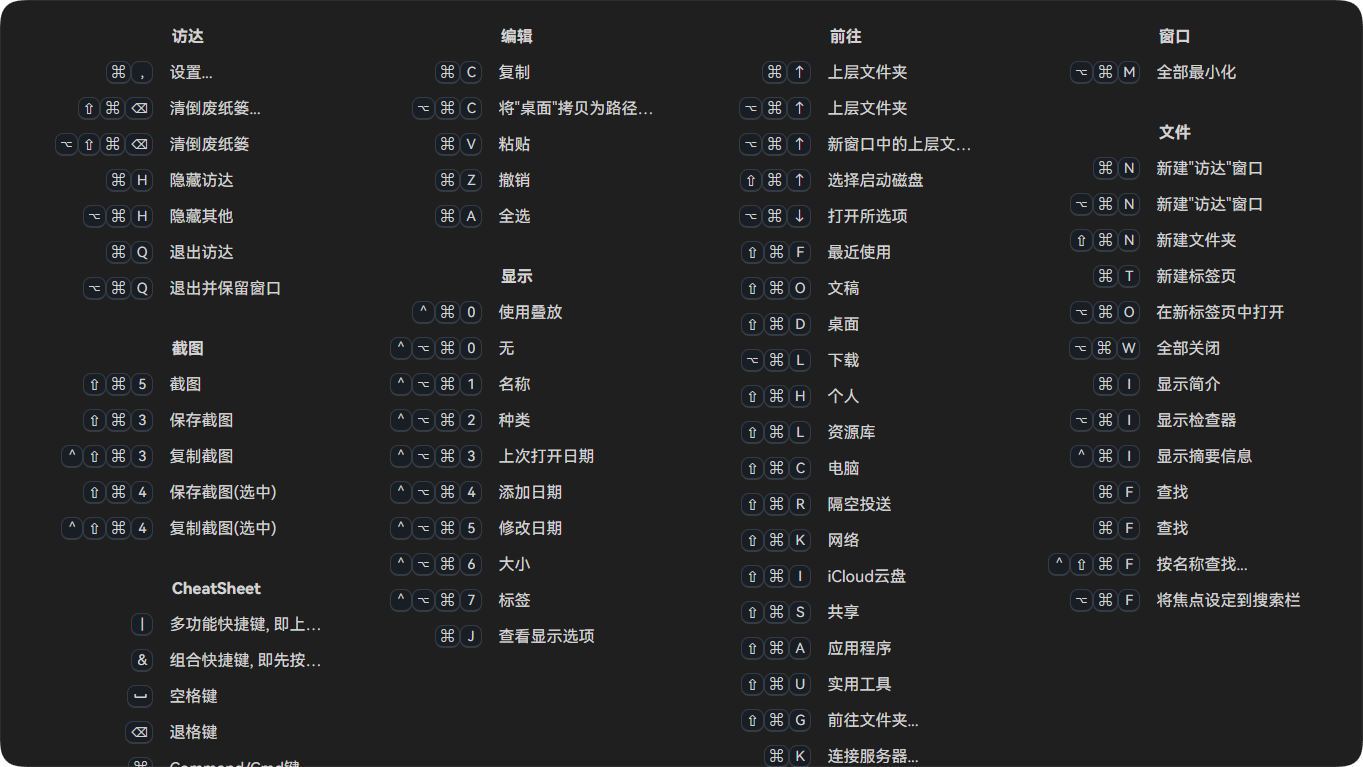 访达
⌘ , 设置...
⇧ ⌘ ⌫ 清倒废纸篓...
⌥ ⇧ ⌘ ⌫ 清倒废纸篓
⌘ H 隐藏访达
⌥ ⌘ H 隐藏其他
⌘ Q 退出访达
⌥ ⌘ Q 退出并保留窗口
截图
⇧ ⌘ 5 截图
⇧ ⌘ 3 保存截图
^ ⇧ ⌘ 3 复制截图
⇧ ⌘ 4 保存截图(选中)
^ ⇧ ⌘ 4 复制截图(选中)
CheatSheet
| 多功能快捷键, 即上…
& 组合快捷键, 即先按…
⌴ 空格键
⌫ 退格键
⌘ Command/Cmd键
编辑
⌘ C 复制
⌥ ⌘ C 将"桌面"拷贝为路径…
⌘ V 粘贴
⌘ Z 撤销
⌘ A 全选
显示
^ ⌘ 0 使用叠放
^ ⌥ ⌘ 0 无
^ ⌥ ⌘ 1 名称
^ ⌥ ⌘ 2 种类
^ ⌥ ⌘ 3 上次打开日期
^ ⌥ ⌘ 4 添加日期
^ ⌥ ⌘ 5 修改日期
^ ⌥ ⌘ 6 大小
^ ⌥ ⌘ 7 标签
⌘ J 查看显示选项
前往
⌘ ↑ 上层文件夹
⌥ ⌘ ↑ 上层文件夹
⌥ ⌘ ↑ 新窗口中的上层文…
⇧ ⌘ ↑ 选择启动磁盘
⌥ ⌘ ↓ 打开所选项
⇧ ⌘ F 最近使用
⇧ ⌘ O 文稿
⇧ ⌘ D 桌面
⌥ ⌘ L 下载
⇧ ⌘ H 个人
⇧ ⌘ L 资源库
⇧ ⌘ C 电脑
⇧ ⌘ R 隔空投送
⇧ ⌘ K 网络
⇧ ⌘ I iCloud云盘
⇧ ⌘ S 共享
⇧ ⌘ A 应用程序
⇧ ⌘ U 实用工具
⇧ ⌘ G 前往文件夹...
⌘ K 连接服务器...
窗口
⌥ ⌘ M 全部最小化
文件
⌘ N 新建"访达"窗口
⌥ ⌘ N 新建"访达"窗口
⇧ ⌘ N 新建文件夹
⌘ T 新建标签页
⌥ ⌘ O 在新标签页中打开
⌥ ⌘ W 全部关闭
⌘ I 显示简介
⌥ ⌘ I 显示检查器
^ ⌘ I 显示摘要信息
⌘ F 查找
⌘ F 查找
^ ⇧ ⌘ F 按名称查找...
⌥ ⌘ F 将焦点设定到搜索栏